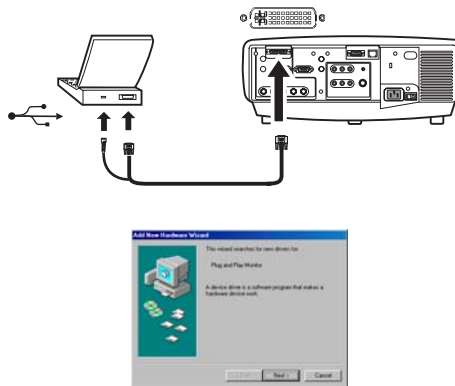 Add New Hardware Wizard
This wizard searches for new drivers for:
Plug and Play Monitor
A device driver is a software program that makes a
hardware device work.
Next >
Cancel